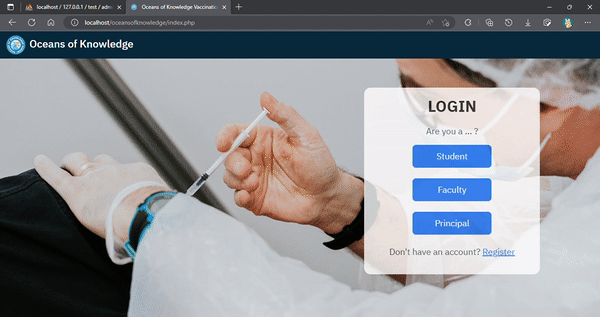 localhost / 127.0.0.1 / test / adm
Oceans of Knowledge Vaccinatio
localhost/oceansofknowledge/index.php
Oceans of Knowledge
LOGIN
Are you a ... ?
Student
Faculty
Principal
Don't have an account? Register